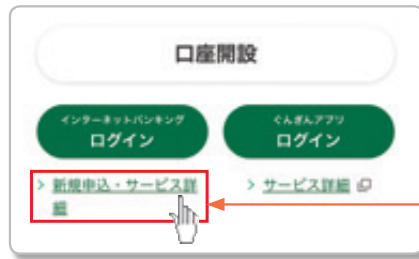 口座開設
インターネットバンキング
ログイン
ぐんぎんアプリ
ログイン
> 新規申込・サービス詳
細
> サービス詳細